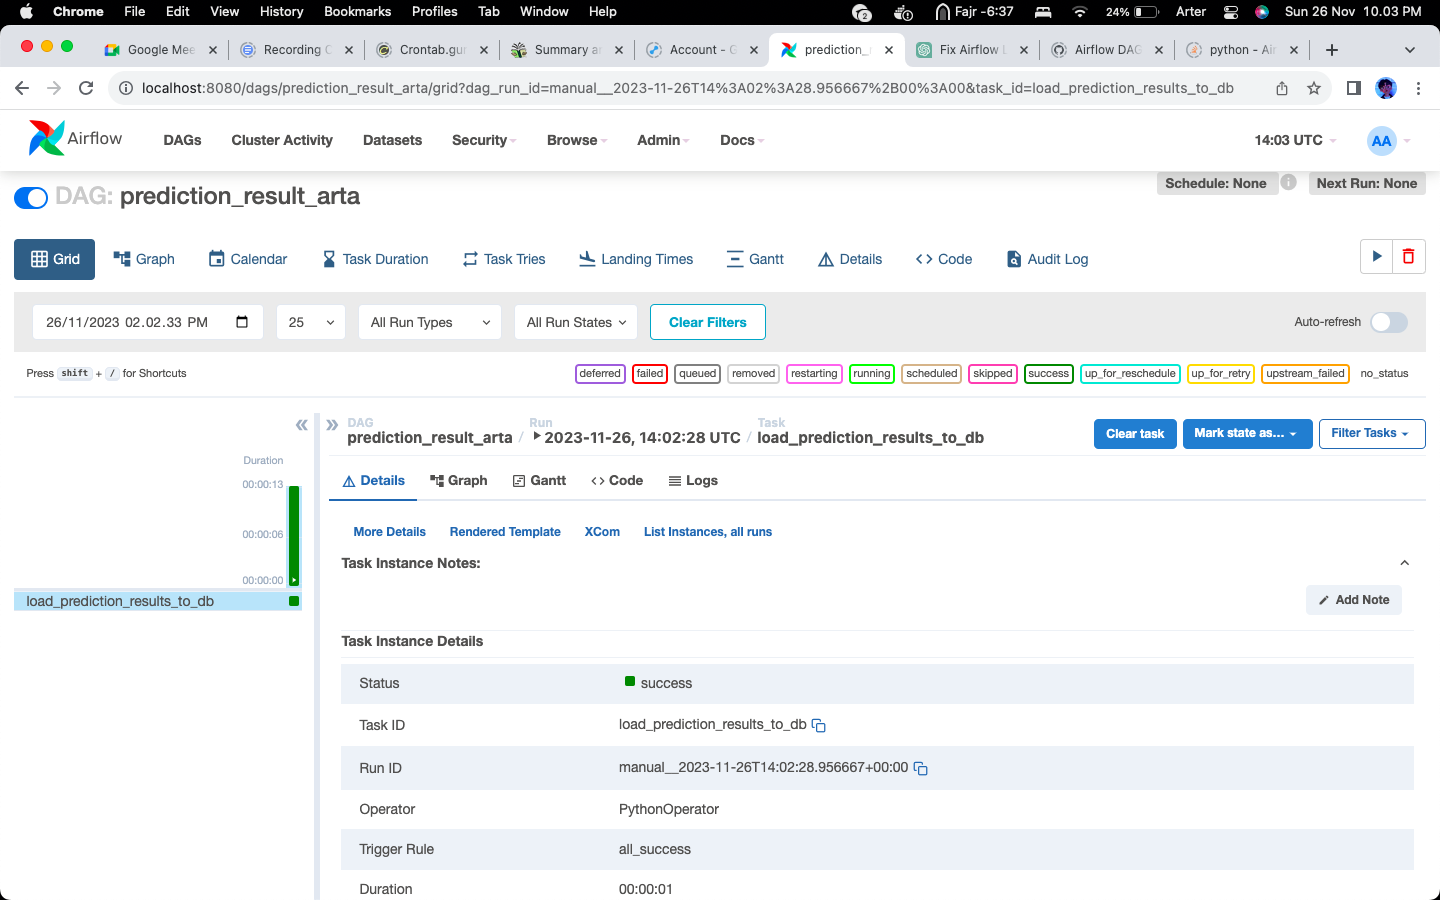 Chrome File Edit View History Bookmarks Profiles Tab Window Help 2 Fajr -6:37 24% Arter Sun 26 Nov 10.03 PM
Google Mee Recording C Crontab.gur Summary a Account - G prediction_r Fix Airflow L Airflow DAG python - Air
localhost:8080/dags/prediction_result_arta/grid?dag_run_id=manual__2023-11-26T14%3A02%3A28.956667%2B00%3A00&task_id=load_prediction_results_to_db
Airflow DAGs Cluster Activity Datasets Security Browse Admin Docs 14:03 UTC AA
Schedule: None Next Run: None
DAG: prediction_result_arta
Grid Graph Calendar Task Duration Task Tries Landing Times Gantt Details Code Audit Log
26/11/2023 02.02.33 PM 25 All Run Types All Run States Clear Filters Auto-refresh
Press shift + / for Shortcuts deferred failed queued removed restarting running scheduled skipped success up_for_reschedule up_for_retry upstream_failed no_status
DAG Run Task
prediction_result_arta / 2023-11-26, 14:02:28 UTC / load_prediction_results_to_db Clear task Mark state as... Filter Tasks
Duration
00:00:13
00:00:06
00:00:00
load_prediction_results_to_db
Details Graph Gantt Code Logs
More Details Rendered Template XCom List Instances, all runs
Task Instance Notes:
Add Note
Task Instance Details
Status success
Task ID load_prediction_results_to_db
Run ID manual__2023-11-26T14:02:28.956667+00:00
Operator PythonOperator
Trigger Rule all_success
Duration 00:00:01